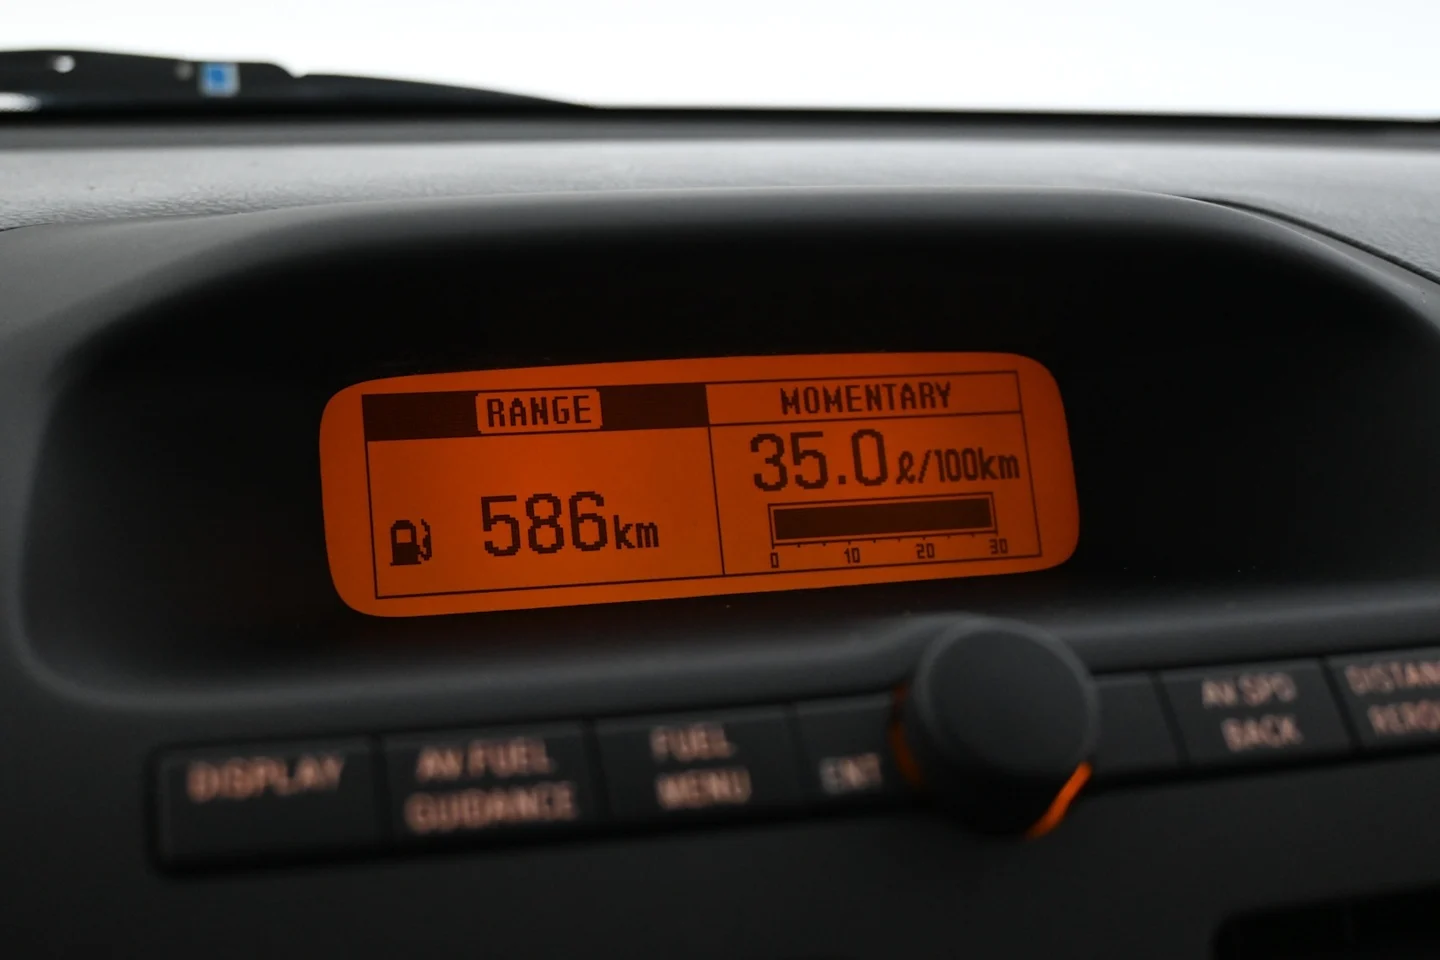 RANGE
MOMENTARY
35.0ℓ/100km
586km
0 10 20 30
DISPLAY
AV.FUEL
GUIDANCE
FUEL
MENU
ENT
AV SPD
BACK